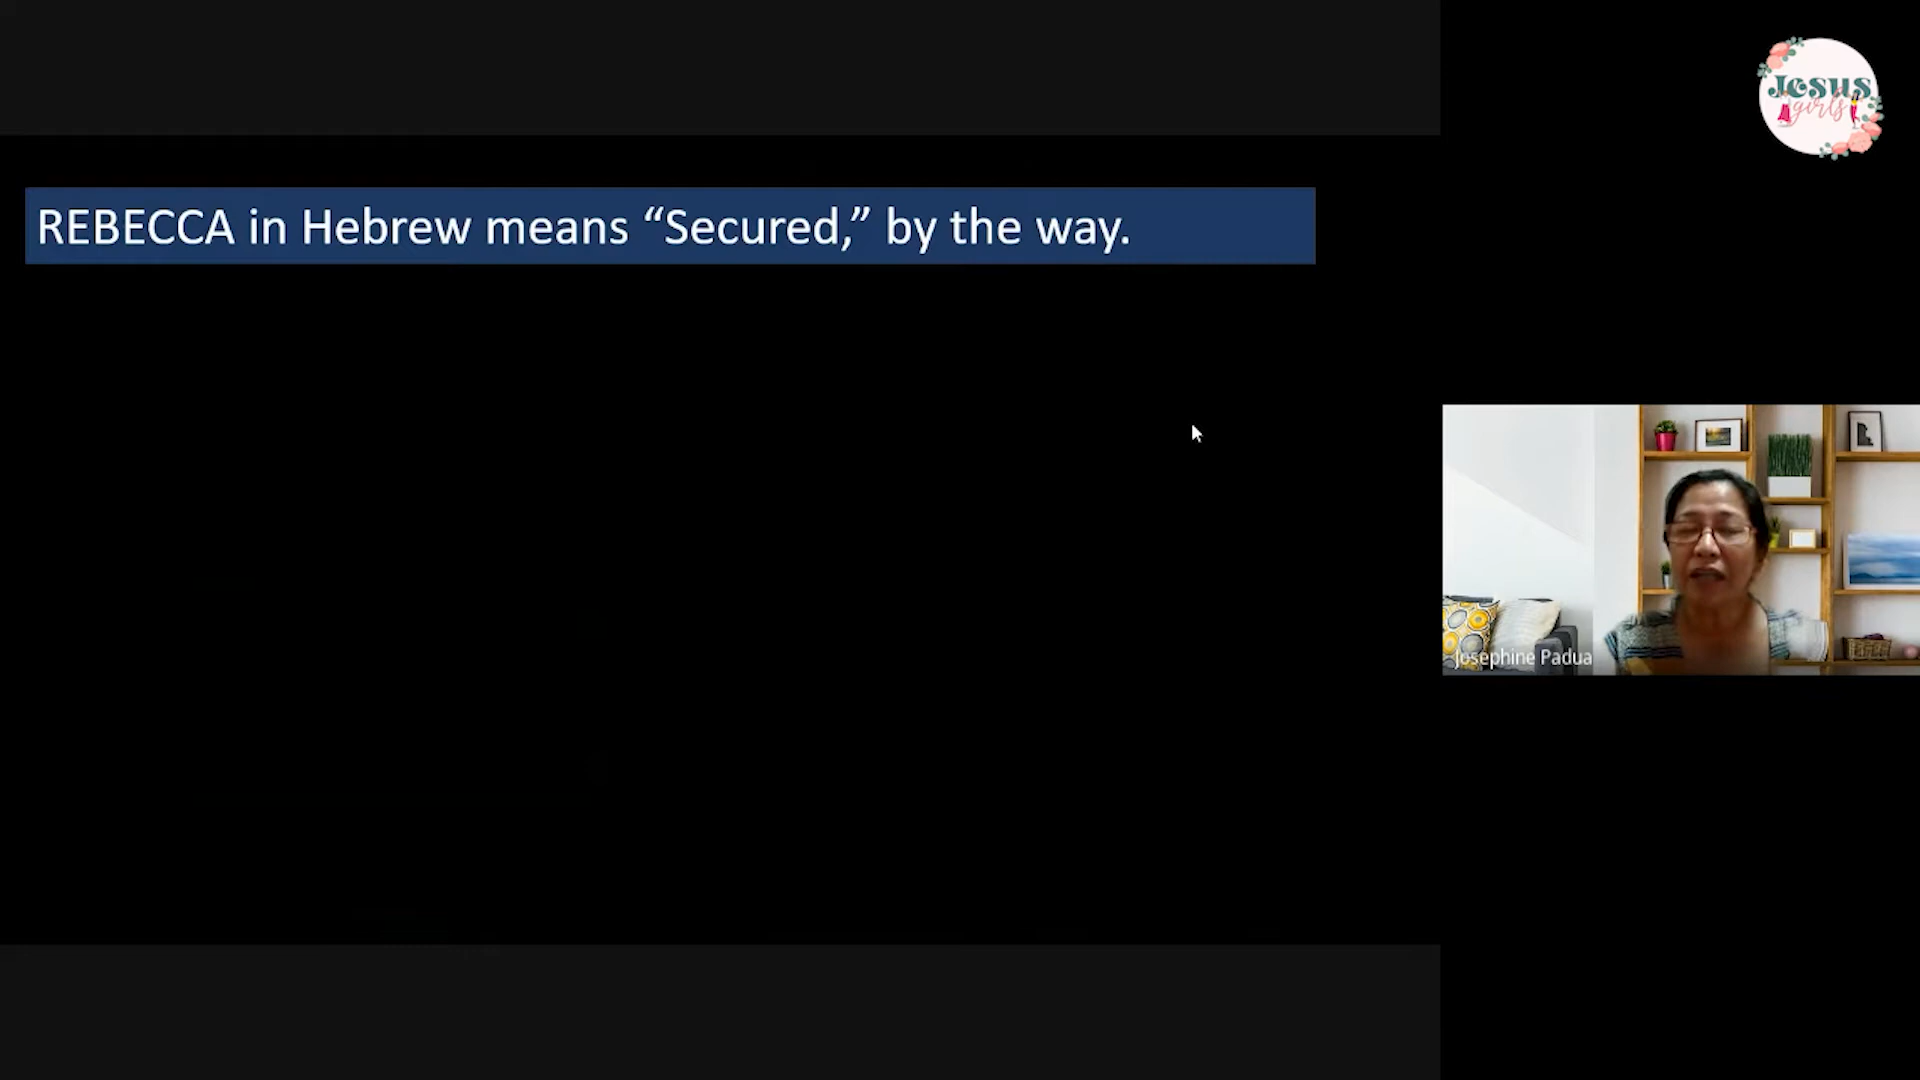 Jesus
girls
REBECCA in Hebrew means “Secured,” by the way.
Josephine Padua